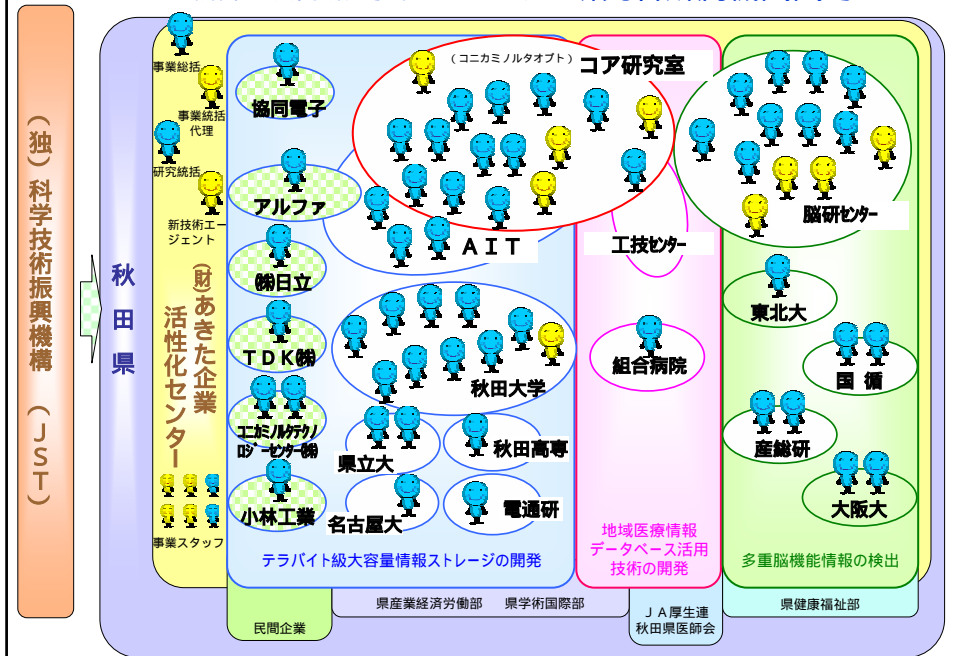 (独)科学技術振興機構 (JST)
秋田県
事業総括
事業統括
代理
研究統括
新技術エー
ジェント
(財)あきた企業
活性化センター
事業スタッフ
協同電子
アルファ
㈱日立
TDK㈱
コニカミノルタテクノ
ロジーセンター㈱
小林工業
(コニカミノルタオプト)
コア研究室
AIT
秋田大学
県立大
秋田高専
名古屋大
電通研
テラバイト級大容量情報ストレージの開発
工技センター
組合病院
地域医療情報
データベース活用
技術の開発
脳研センター
東北大
国循
産総研
大阪大
多重脳機能情報の検出
民間企業
県産業経済労働部 県学術国際部
JA厚生連
秋田県医師会
県健康福祉部